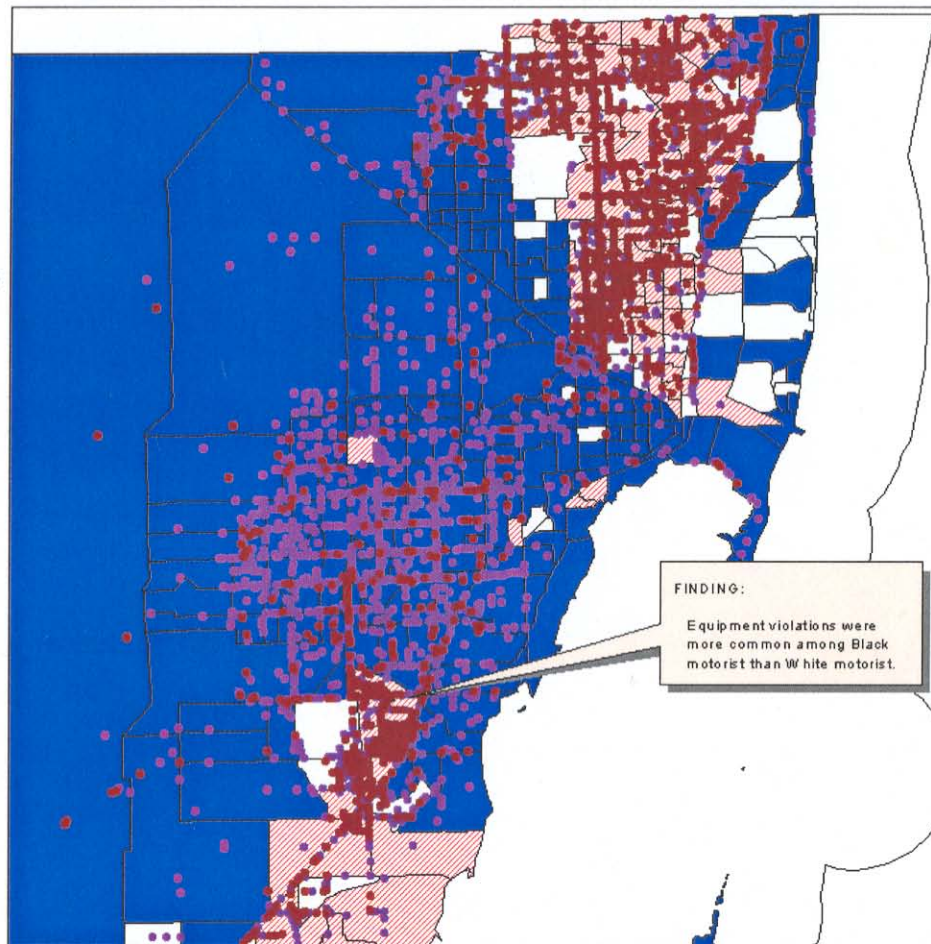 FINDING:
Equipment violations were
more common among Black
motorist than White motorist.